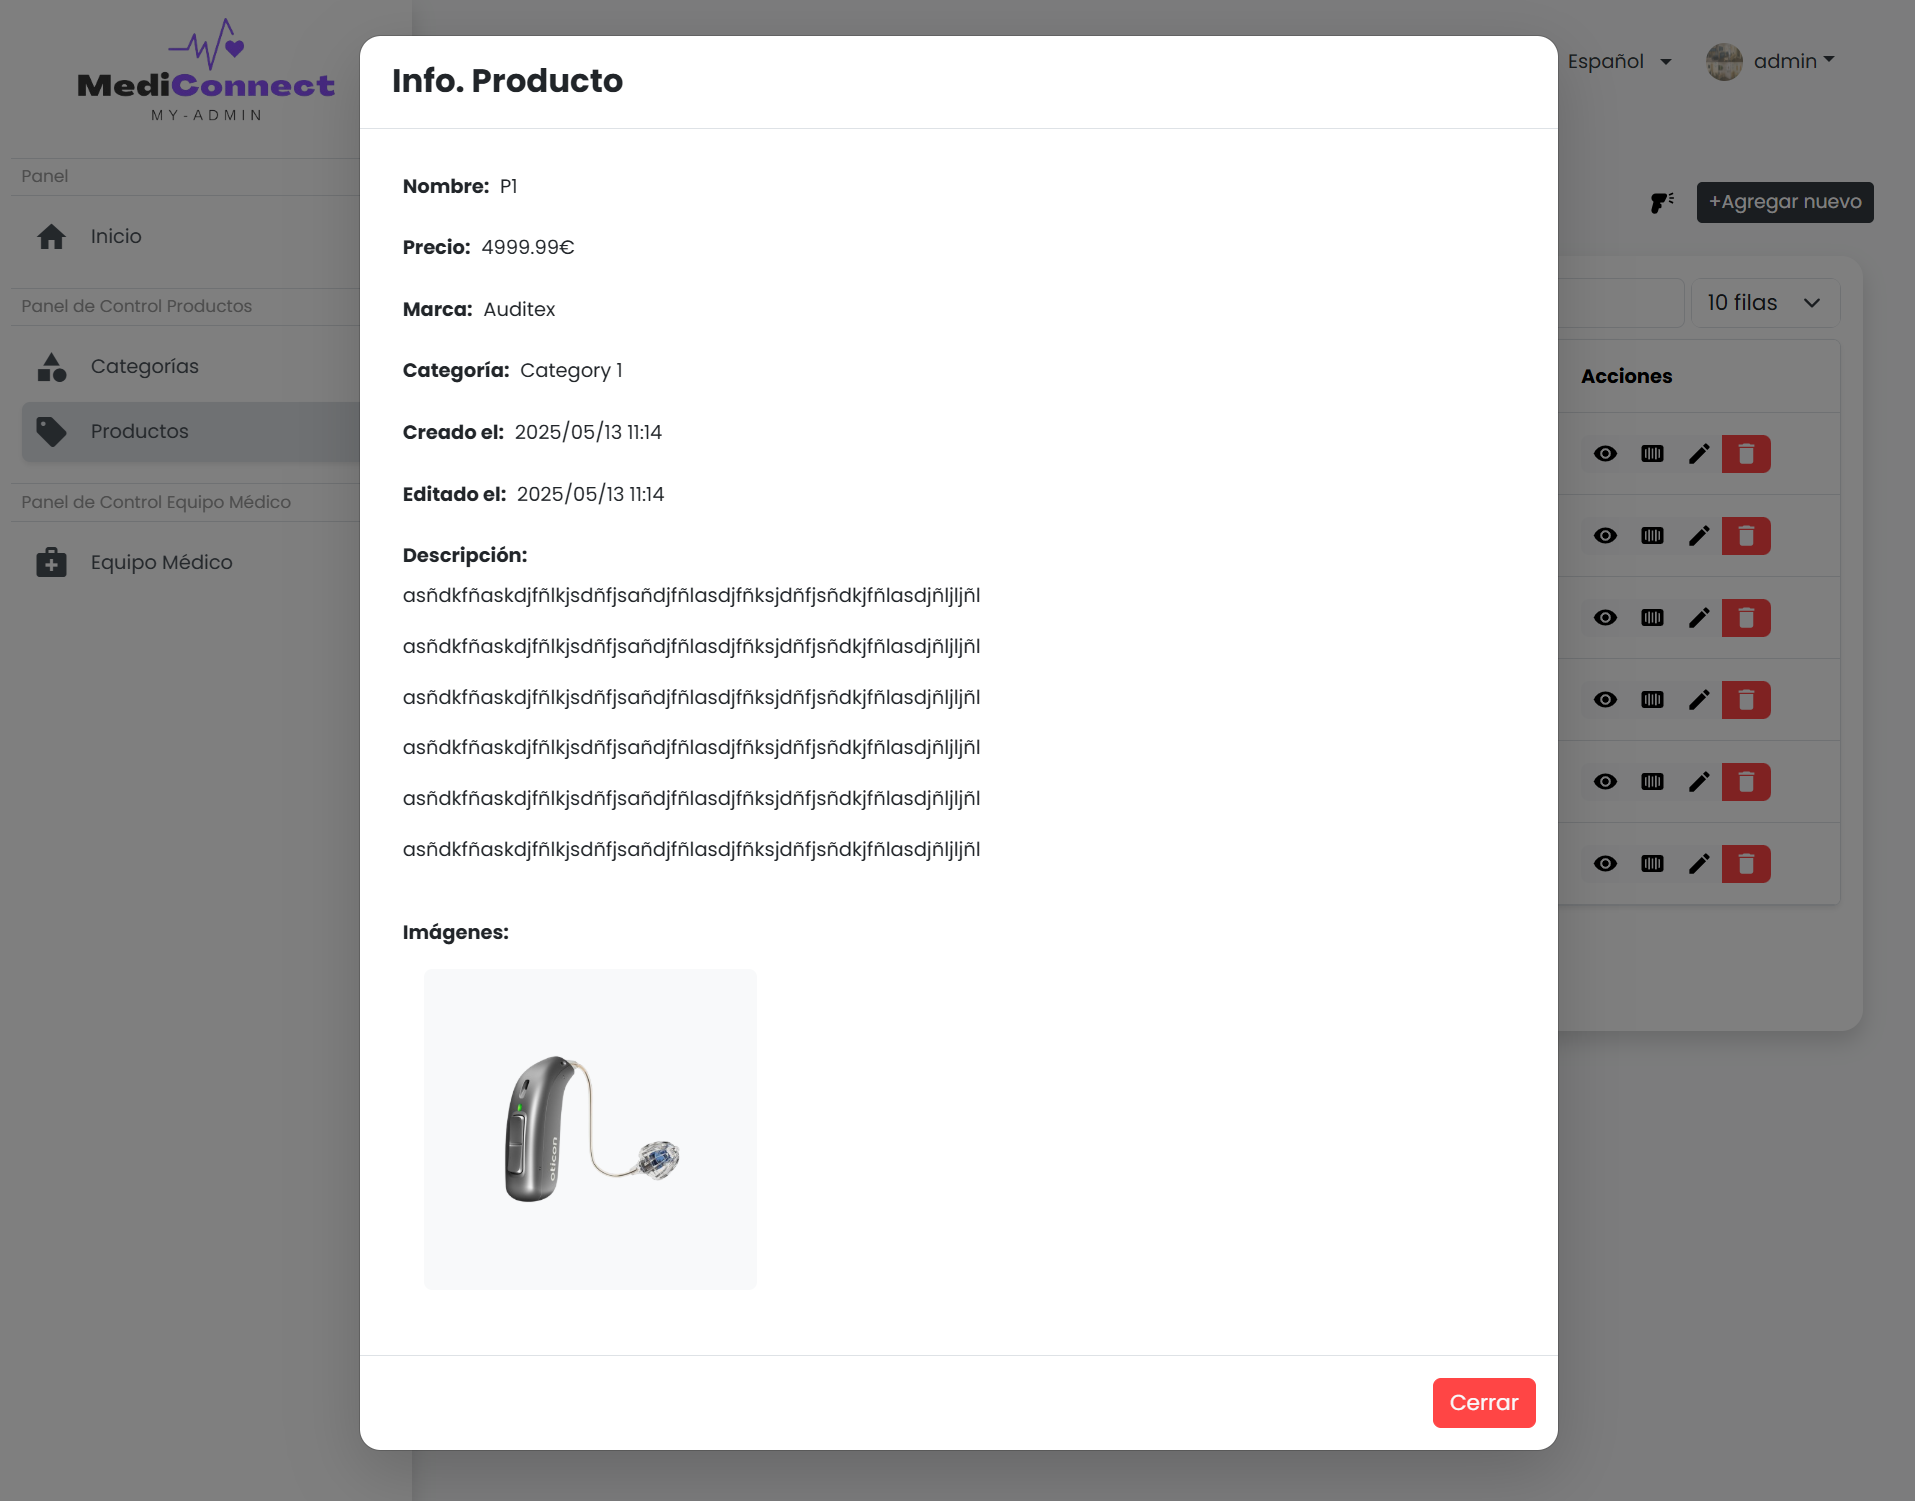 MediConnect
MY-ADMIN
Panel
Inicio
Panel de Control Productos
Categorías
Productos
Panel de Control Equipo Médico
Equipo Médico
Español
admin
+Agregar nuevo
10 filas
Acciones
Info. Producto
Nombre: P1
Precio: 4999.99€
Marca: Auditex
Categoría: Category 1
Creado el: 2025/05/13 11:14
Editado el: 2025/05/13 11:14
Descripción:
asñdkfñaskdjfñlkjsdñfjsañdjfñlasdjfñksjdñfjsñdkjfñlasdjñljljñl
asñdkfñaskdjfñlkjsdñfjsañdjfñlasdjfñksjdñfjsñdkjfñlasdjñljljñl
asñdkfñaskdjfñlkjsdñfjsañdjfñlasdjfñksjdñfjsñdkjfñlasdjñljljñl
asñdkfñaskdjfñlkjsdñfjsañdjfñlasdjfñksjdñfjsñdkjfñlasdjñljljñl
asñdkfñaskdjfñlkjsdñfjsañdjfñlasdjfñksjdñfjsñdkjfñlasdjñljljñl
asñdkfñaskdjfñlkjsdñfjsañdjfñlasdjfñksjdñfjsñdkjfñlasdjñljljñl
Imágenes:
oticon
Cerrar